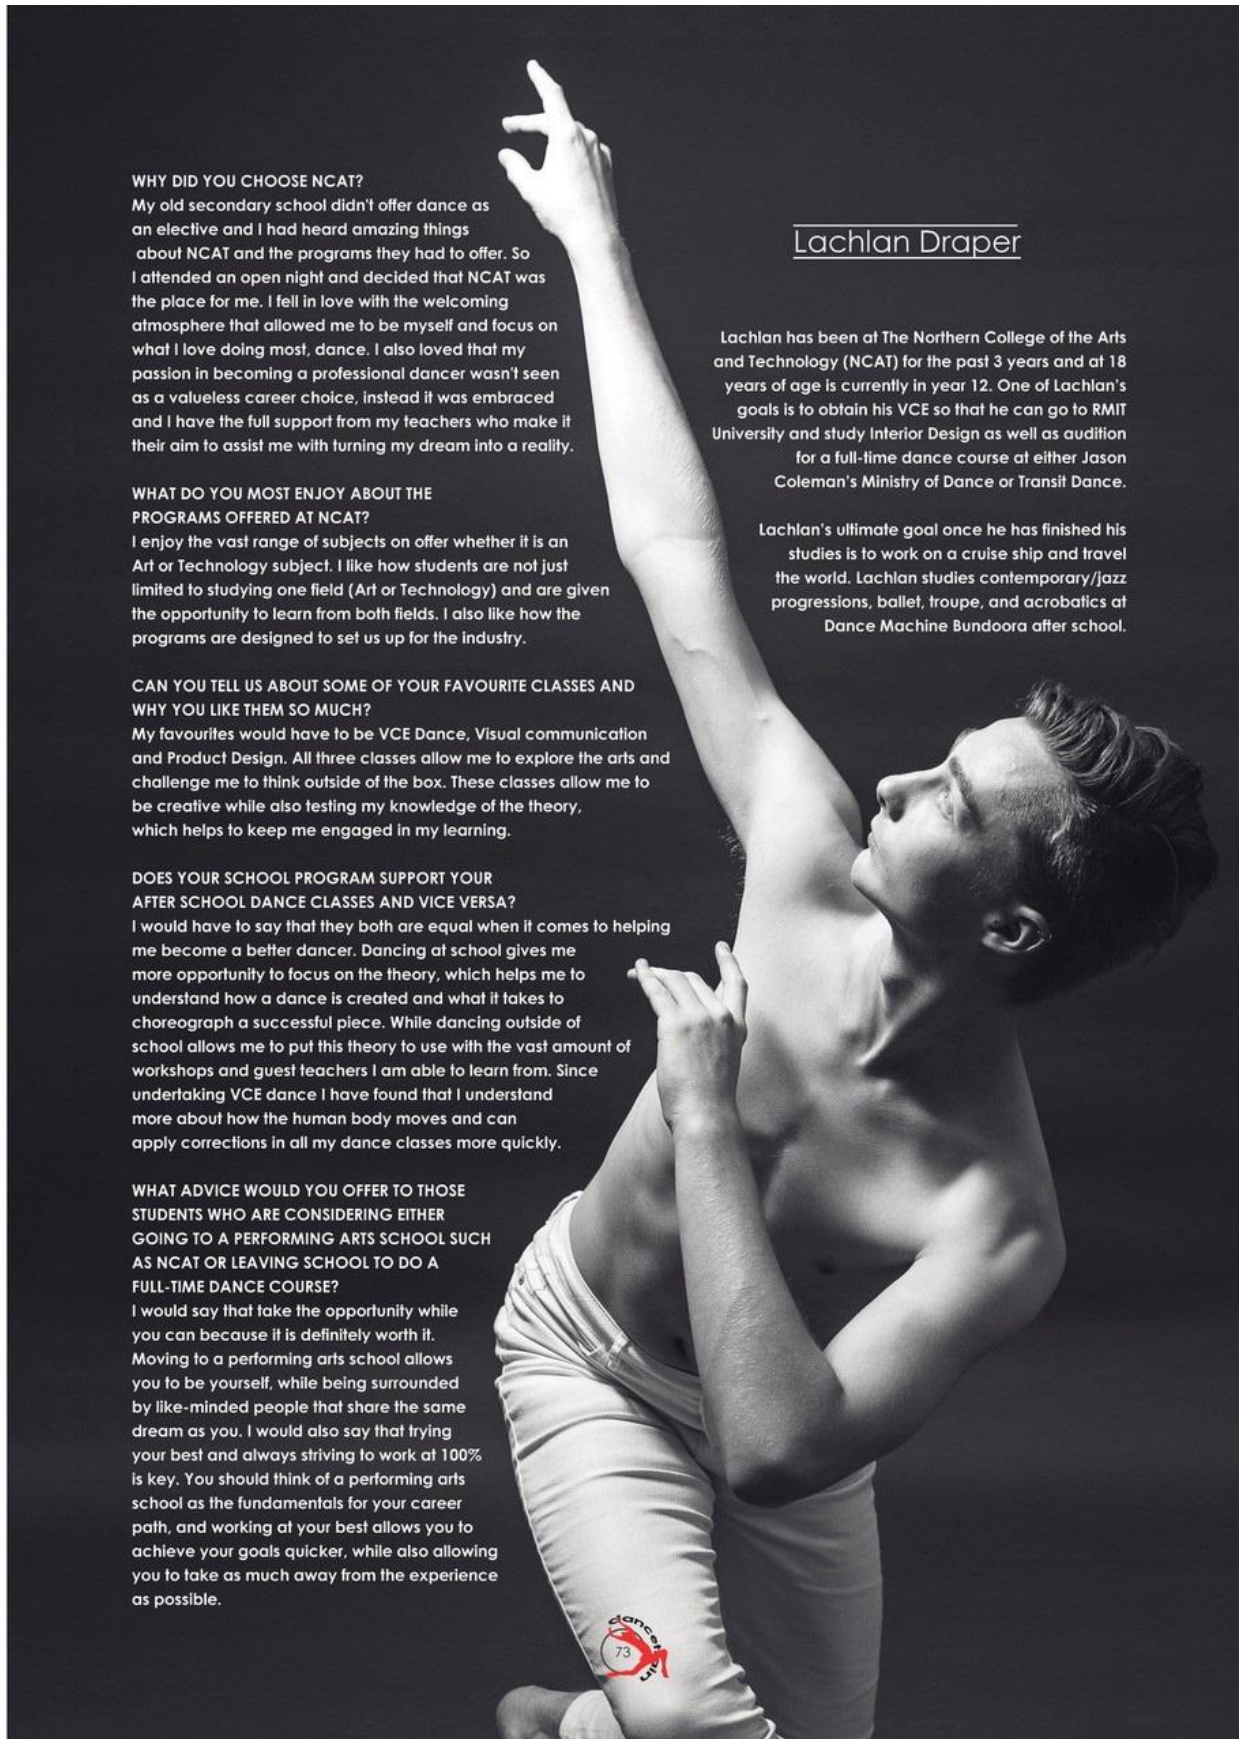 WHY DID YOU CHOOSE NCAT?
My old secondary school didn't offer dance as
an elective and I had heard amazing things
about NCAT and the programs they had to offer. So
I attended an open night and decided that NCAT was
the place for me. I fell in love with the welcoming
atmosphere that allowed me to be myself and focus on
what I love doing most, dance. I also loved that my
passion in becoming a professional dancer wasn't seen
as a valueless career choice, instead it was embraced
and I have the full support from my teachers who make it
their aim to assist me with turning my dream into a reality.
WHAT DO YOU MOST ENJOY ABOUT THE
PROGRAMS OFFERED AT NCAT?
I enjoy the vast range of subjects on offer whether it is an
Art or Technology subject. I like how students are not just
limited to studying one field (Art or Technology) and are given
the opportunity to learn from both fields. I also like how the
programs are designed to set us up for the industry.
CAN YOU TELL US ABOUT SOME OF YOUR FAVOURITE CLASSES AND
WHY YOU LIKE THEM SO MUCH?
My favourites would have to be VCE Dance, Visual communication
and Product Design. All three classes allow me to explore the arts and
challenge me to think outside of the box. These classes allow me to
be creative while also testing my knowledge of the theory,
which helps to keep me engaged in my learning.
DOES YOUR SCHOOL PROGRAM SUPPORT YOUR
AFTER SCHOOL DANCE CLASSES AND VICE VERSA?
I would have to say that they both are equal when it comes to helping
me become a better dancer. Dancing at school gives me
more opportunity to focus on the theory, which helps me to
understand how a dance is created and what it takes to
choreograph a successful piece. While dancing outside of
school allows me to put this theory to use with the vast amount of
workshops and guest teachers I am able to learn from. Since
undertaking VCE dance I have found that I understand
more about how the human body moves and can
apply corrections in all my dance classes more quickly.
WHAT ADVICE WOULD YOU OFFER TO THOSE
STUDENTS WHO ARE CONSIDERING EITHER
GOING TO A PERFORMING ARTS SCHOOL SUCH
AS NCAT OR LEAVING SCHOOL TO DO A
FULL-TIME DANCE COURSE?
I would say that take the opportunity while
you can because it is definitely worth it.
Moving to a performing arts school allows
you to be yourself, while being surrounded
by like-minded people that share the same
dream as you. I would also say that trying
your best and always striving to work at 100%
is key. You should think of a performing arts
school as the fundamentals for your career
path, and working at your best allows you to
achieve your goals quicker, while also allowing
you to take as much away from the experience
as possible.
Lachlan Draper
Lachlan has been at The Northern College of the Arts
and Technology (NCAT) for the past 3 years and at 18
years of age is currently in year 12. One of Lachlan's
goals is to obtain his VCE so that he can go to RMIT
University and study Interior Design as well as audition
for a full-time dance course at either Jason
Coleman's Ministry of Dance or Transit Dance.
Lachlan's ultimate goal once he has finished his
studies is to work on a cruise ship and travel
the world. Lachlan studies contemporary/jazz
progressions, ballet, troupe, and acrobatics at
Dance Machine Bundoora after school.
73